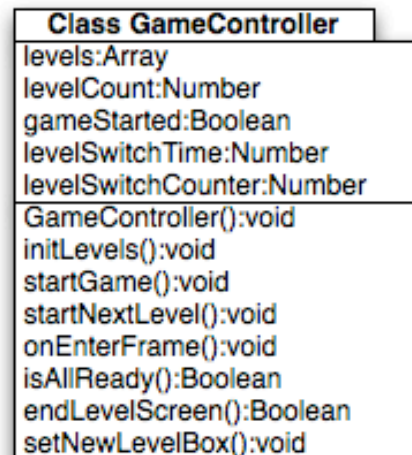 Class GameController
levels:Array
levelCount:Number
gameStarted:Boolean
levelSwitchTime:Number
levelSwitchCounter:Number
GameController():void
initLevels():void
startGame():void
startNextLevel():void
onEnterFrame():void
isAllReady():Boolean
endLevelScreen():Boolean
setNewLevelBox():void